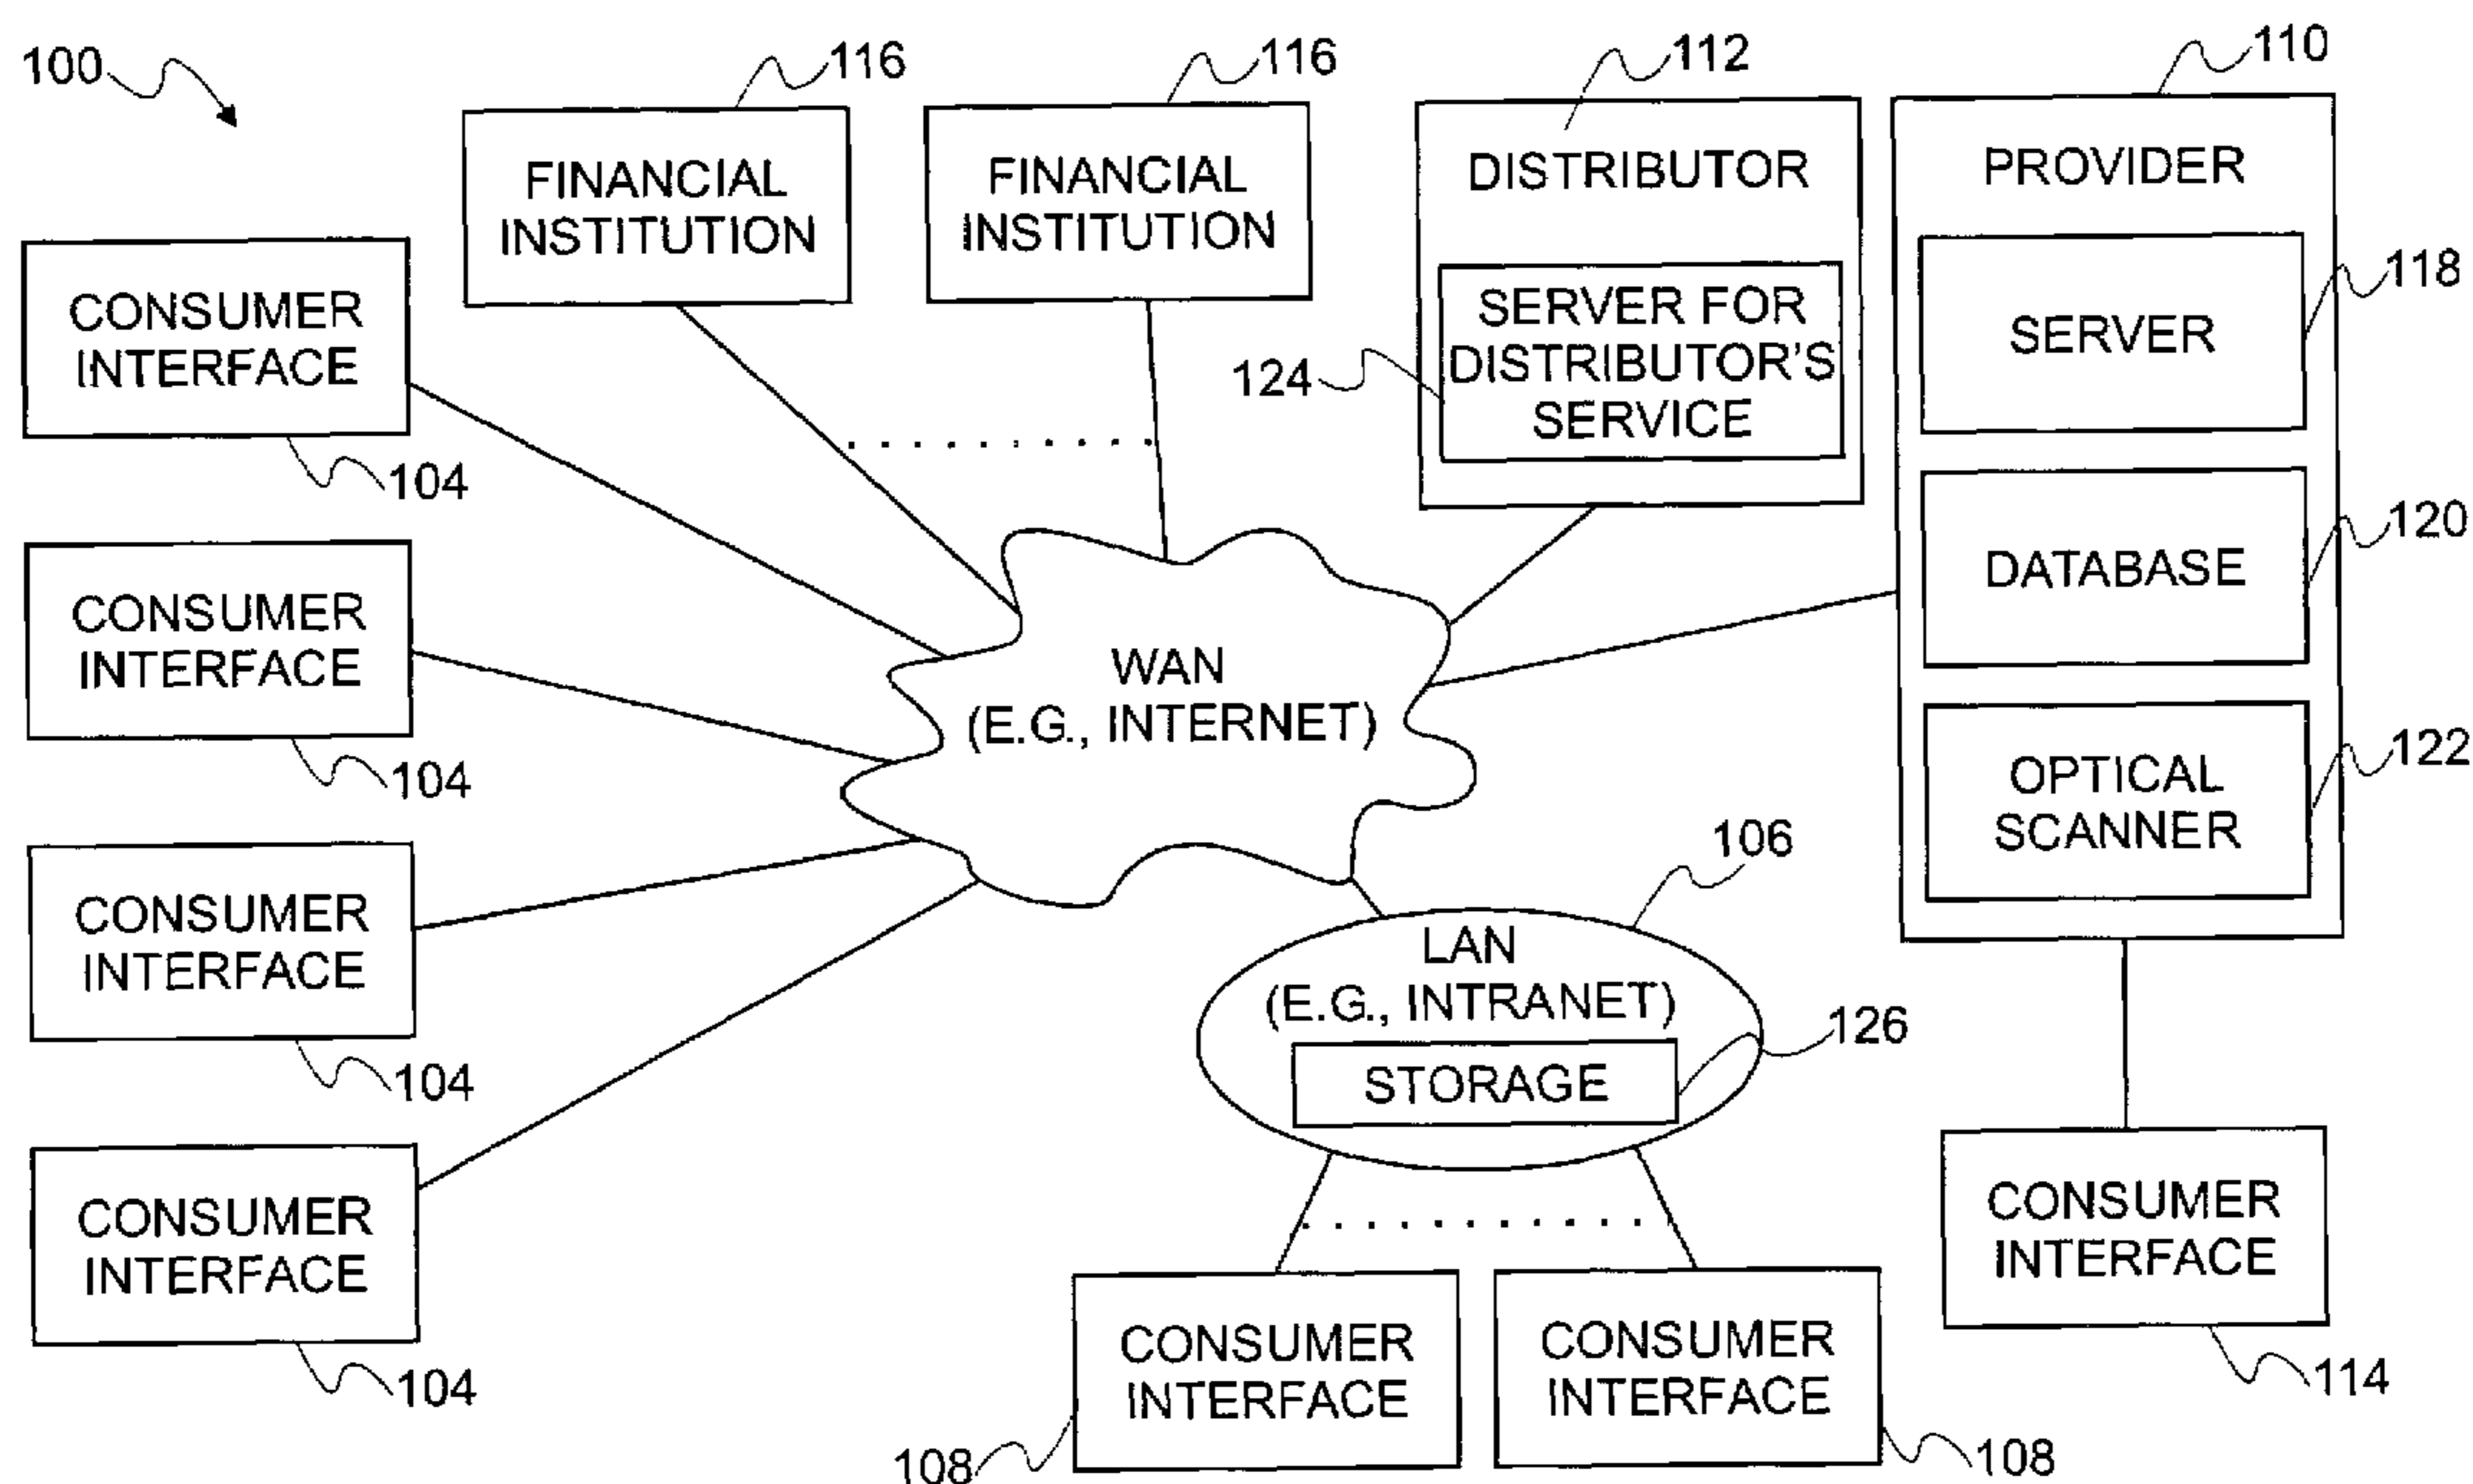 100
116
116
112
110
FINANCIAL
INSTITUTION
FINANCIAL
INSTITUTION
DISTRIBUTOR
SERVER FOR
DISTRIBUTOR'S
SERVICE
124
PROVIDER
SERVER
118
DATABASE
120
OPTICAL
SCANNER
122
CONSUMER
INTERFACE
104
CONSUMER
INTERFACE
104
CONSUMER
INTERFACE
104
CONSUMER
INTERFACE
104
WAN
(E.G., INTERNET)
106
LAN
(E.G., INTRANET)
STORAGE
126
CONSUMER
INTERFACE
108
CONSUMER
INTERFACE
108
CONSUMER
INTERFACE
114